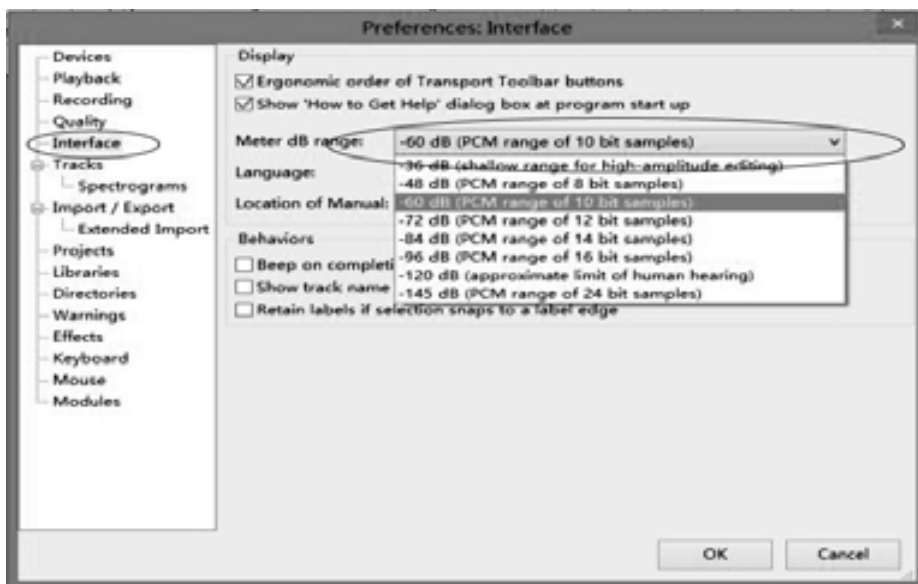 Preferences: Interface
Devices
Playback
Recording
Quality
Interface
Tracks
Spectrograms
Import / Export
Extended Import
Projects
Libraries
Directories
Warnings
Effects
Keyboard
Mouse
Modules
Display
Ergonomic order of Transport Toolbar buttons
Show 'How to Get Help' dialog box at program start up
Meter dB range: -60 dB (PCM range of 10 bit samples)
-36 dB (shallow range for high-amplitude editing)
Language:
-48 dB (PCM range of 8 bit samples)
Location of Manual: -60 dB (PCM range of 10 bit samples)
-72 dB (PCM range of 12 bit samples)
Behaviors
-84 dB (PCM range of 14 bit samples)
-96 dB (PCM range of 16 bit samples)
Beep on completi
-120 dB (approximate limit of human hearing)
Show track name
-145 dB (PCM range of 24 bit samples)
Retain labels if selection snaps to a label edge
OK Cancel